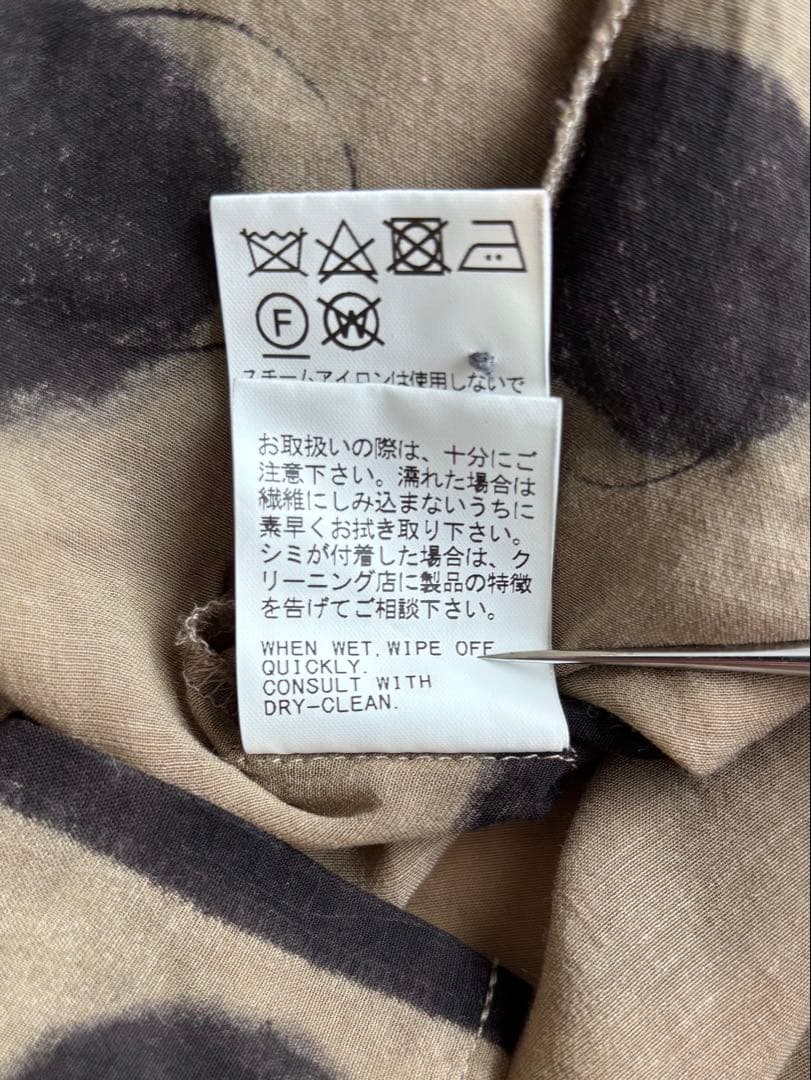 F
W
スチームアイロンは使用しないで
お取扱いの際は、十分にご
注意下さい。濡れた場合は
繊維にしみ込まないうちに
素早くお拭き取り下さい。
シミが付着した場合は、ク
リーニング店に製品の特徴
を告げてご相談下さい。
WHEN WET, WIPE OFF
QUICKLY.
CONSULT WITH
DRY-CLEAN.